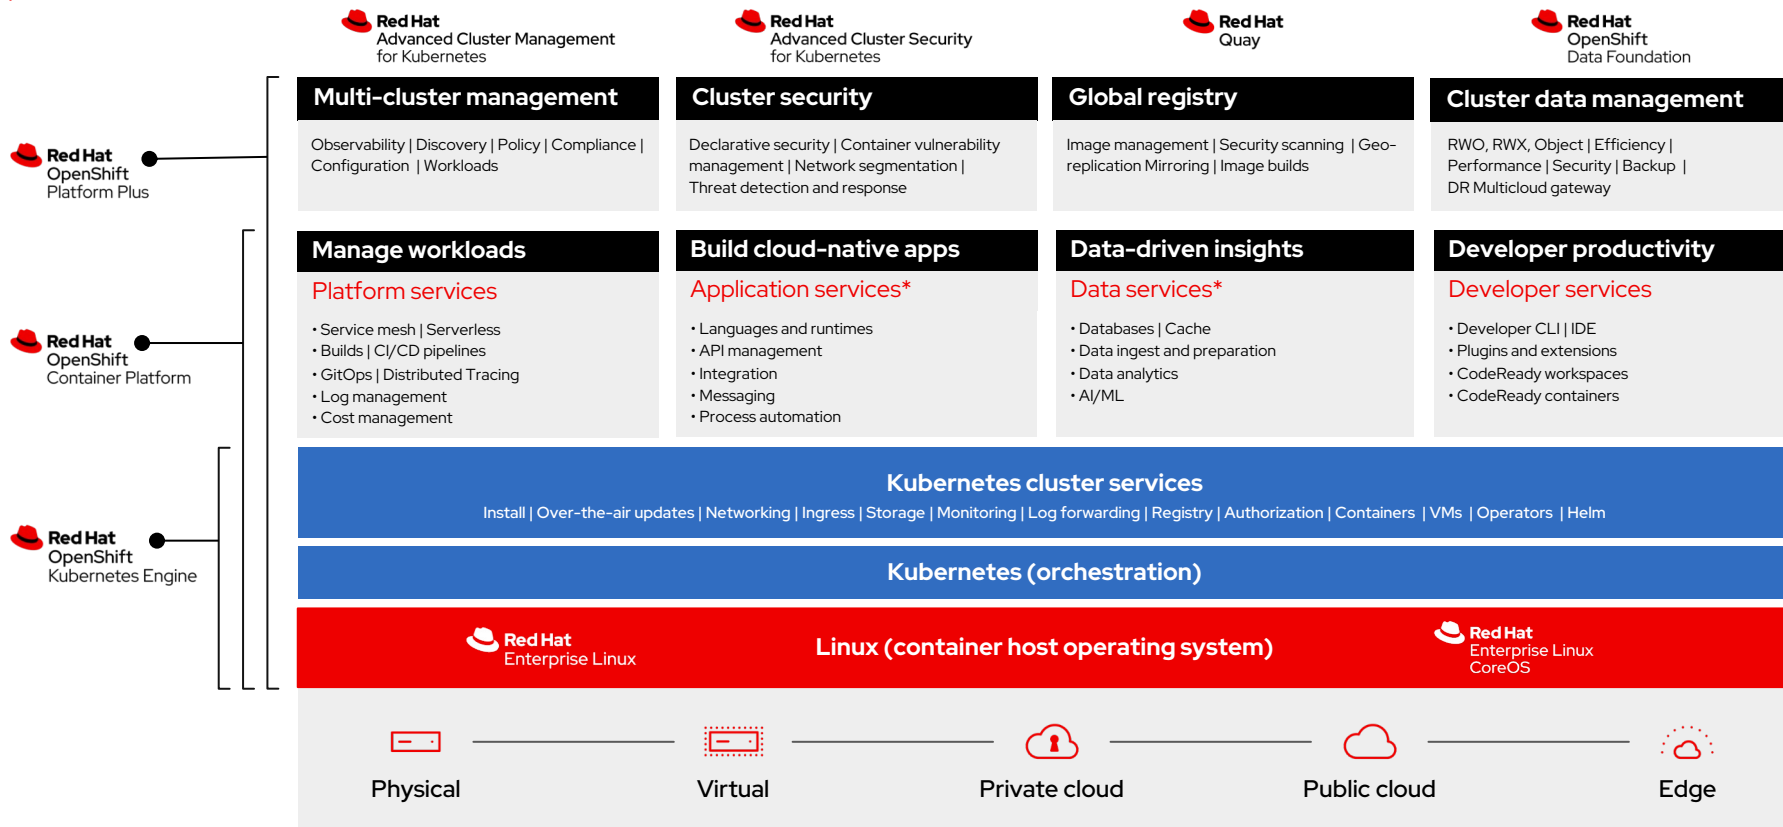 Red Hat
Advanced Cluster Management
for Kubernetes
Red Hat
Advanced Cluster Security
for Kubernetes
Red Hat
Quay
Red Hat
OpenShift
Data Foundation
Red Hat
OpenShift
Platform Plus
Multi-cluster management
Observability | Discovery | Policy | Compliance |
Configuration | Workloads
Cluster security
Declarative security | Container vulnerability
management | Network segmentation |
Threat detection and response
Global registry
Image management | Security scanning | Geo-
replication Mirroring | Image builds
Cluster data management
RWO, RWX, Object | Efficiency |
Performance | Security | Backup |
DR Multicloud gateway
Red Hat
OpenShift
Container Platform
Manage workloads
Platform services
• Service mesh | Serverless
• Builds | CI/CD pipelines
• GitOps | Distributed Tracing
• Log management
• Cost management
Build cloud-native apps
Application services*
• Languages and runtimes
• API management
• Integration
• Messaging
• Process automation
Data-driven insights
Data services*
• Databases | Cache
• Data ingest and preparation
• Data analytics
• AI/ML
Developer productivity
Developer services
• Developer CLI | IDE
• Plugins and extensions
• CodeReady workspaces
• CodeReady containers
Red Hat
OpenShift
Kubernetes Engine
Kubernetes cluster services
Install | Over-the-air updates | Networking | Ingress | Storage | Monitoring | Log forwarding | Registry | Authorization | Containers | VMs | Operators | Helm
Kubernetes (orchestration)
Red Hat
Enterprise Linux
Linux (container host operating system)
Red Hat
Enterprise Linux
CoreOS
Physical
Virtual
Private cloud
Public cloud
Edge